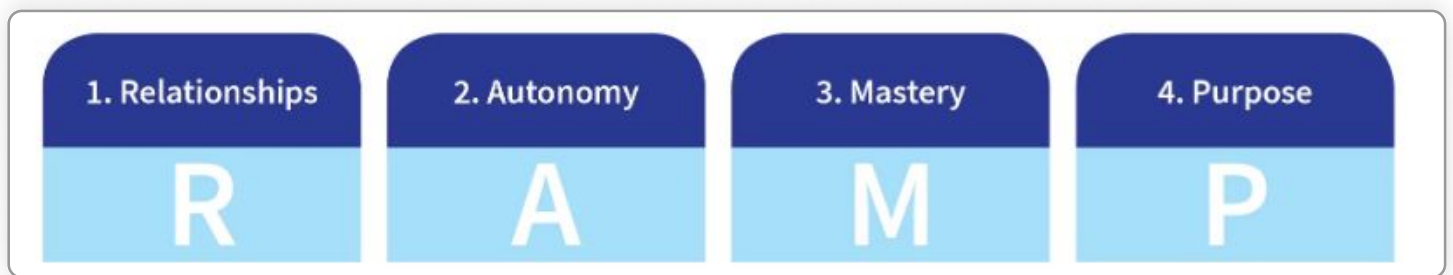 1. Relationships
2. Autonomy
3. Mastery
4. Purpose
R
A
M
P